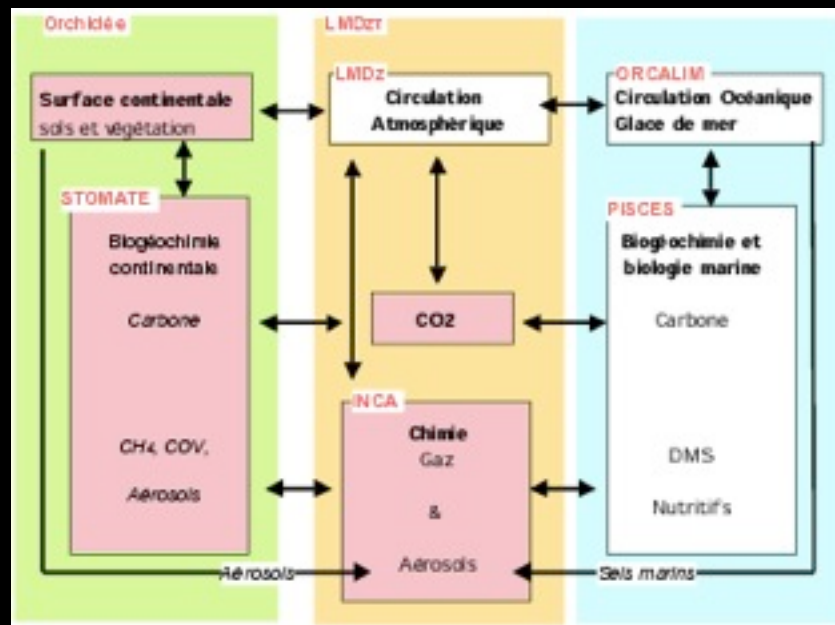 Orchidée
LMDzT
LMDz
ORCALIM
Surface continentale
sols et végétation
Circulation
Atmosphèrique
Circulation Océanique
Glace de mer
STOMATE
PISCES
Biogéochimie
continentale
Biogéochimie et
biologie marine
Carbone
CO2
Carbone
INCA
Chimie
Gaz
&
Aérosols
CH4, COV,
Aérosols
DMS
Nutritifs
Aérosols
Sels marins